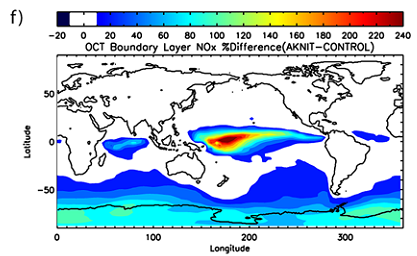 f)
-20 0 20 40 60 80 100 120 140 160 180 200 220 240
OCT Boundary Layer NOx %Difference(AKNIT-CONTROL)
50
0
-50
Latitude
0 100 200 300
Longitude